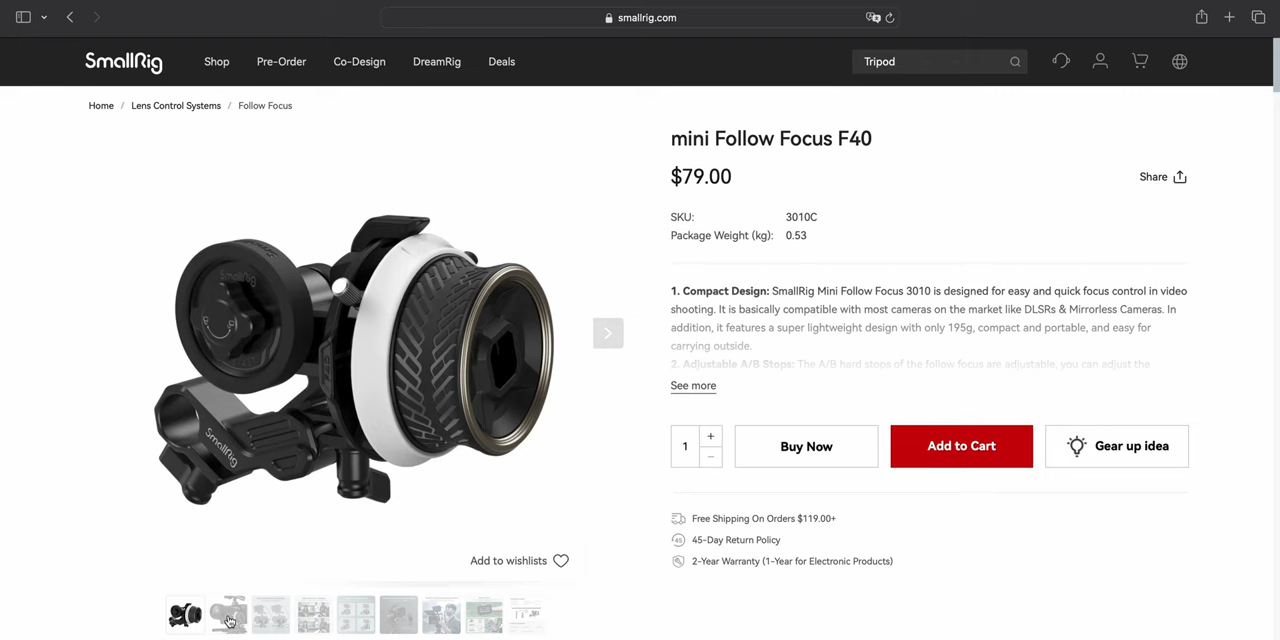 smallrig.com
SmallRig
Shop
Pre-Order
Co-Design
DreamRig
Deals
Tripod
Home / Lens Control Systems / Follow Focus
mini Follow Focus F40
$79.00
Share
SKU: 3010C
Package Weight (kg): 0.53
1. Compact Design: SmallRig Mini Follow Focus 3010 is designed for easy and quick focus control in video
shooting. It is basically compatible with most cameras on the market like DLSRs & Mirrorless Cameras. In
addition, it features a super lightweight design with only 195g, compact and portable, and easy for
carrying outside.
2. Adjustable A/B Stops: The A/B hard stops of the follow focus are adjustable, you can adjust the
See more
1
+
−
Buy Now
Add to Cart
Gear up idea
Free Shipping On Orders $119.00+
45
45-Day Return Policy
2-Year Warranty (1-Year for Electronic Products)
SmallRig
SmallRig
Add to wishlists